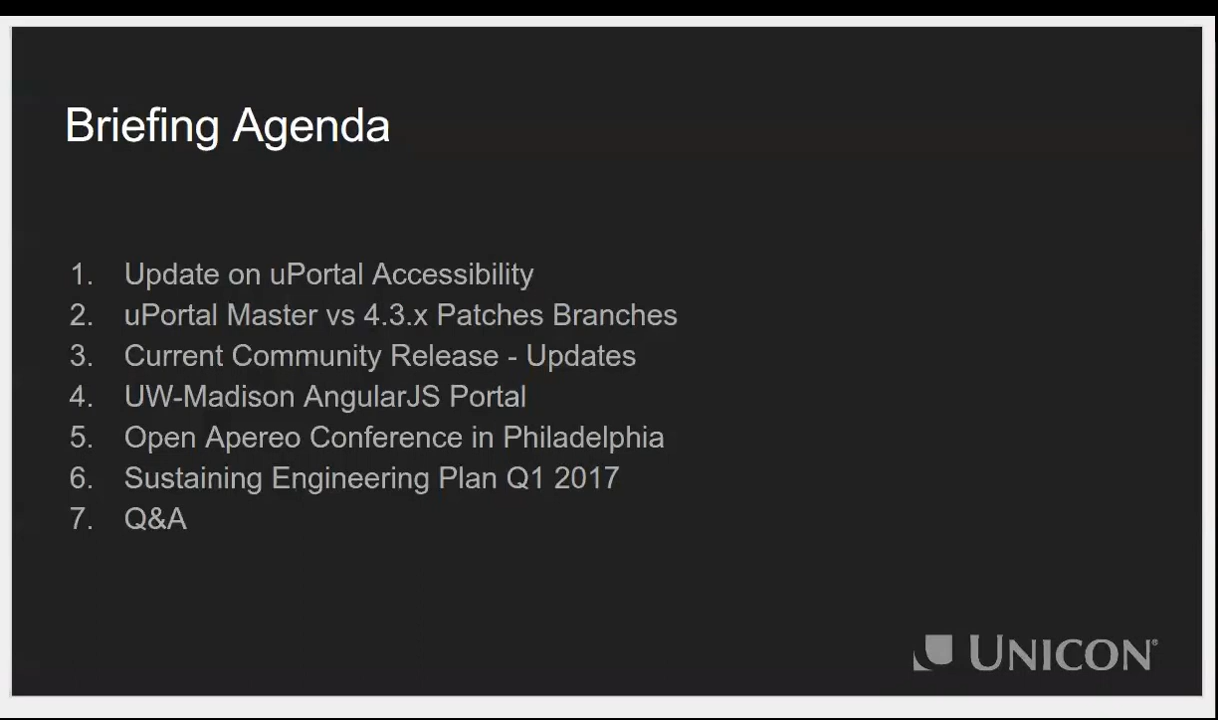 Briefing Agenda
1. Update on uPortal Accessibility
2. uPortal Master vs 4.3.x Patches Branches
3. Current Community Release - Updates
4. UW-Madison AngularJS Portal
5. Open Apereo Conference in Philadelphia
6. Sustaining Engineering Plan Q1 2017
7. Q&A
UNICON®